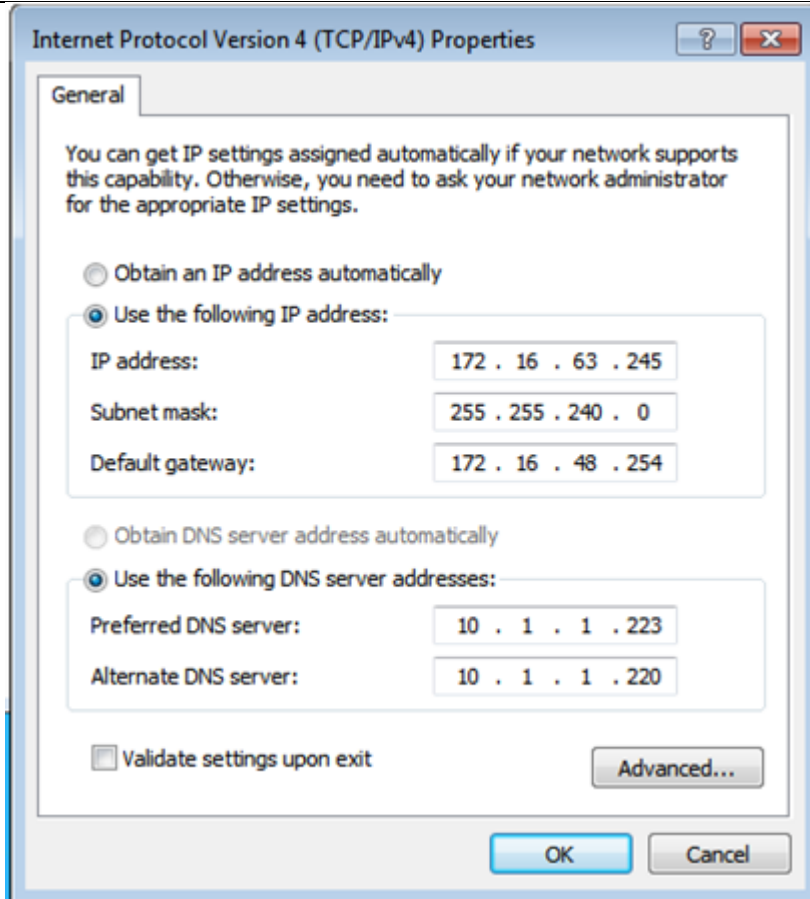 Internet Protocol Version 4 (TCP/IPv4) Properties
General
You can get IP settings assigned automatically if your network supports
this capability. Otherwise, you need to ask your network administrator
for the appropriate IP settings.
Obtain an IP address automatically
Use the following IP address:
IP address: 172 . 16 . 63 . 245
Subnet mask: 255 . 255 . 240 . 0
Default gateway: 172 . 16 . 48 . 254
Obtain DNS server address automatically
Use the following DNS server addresses:
Preferred DNS server: 10 . 1 . 1 . 223
Alternate DNS server: 10 . 1 . 1 . 220
Validate settings upon exit
Advanced...
OK Cancel